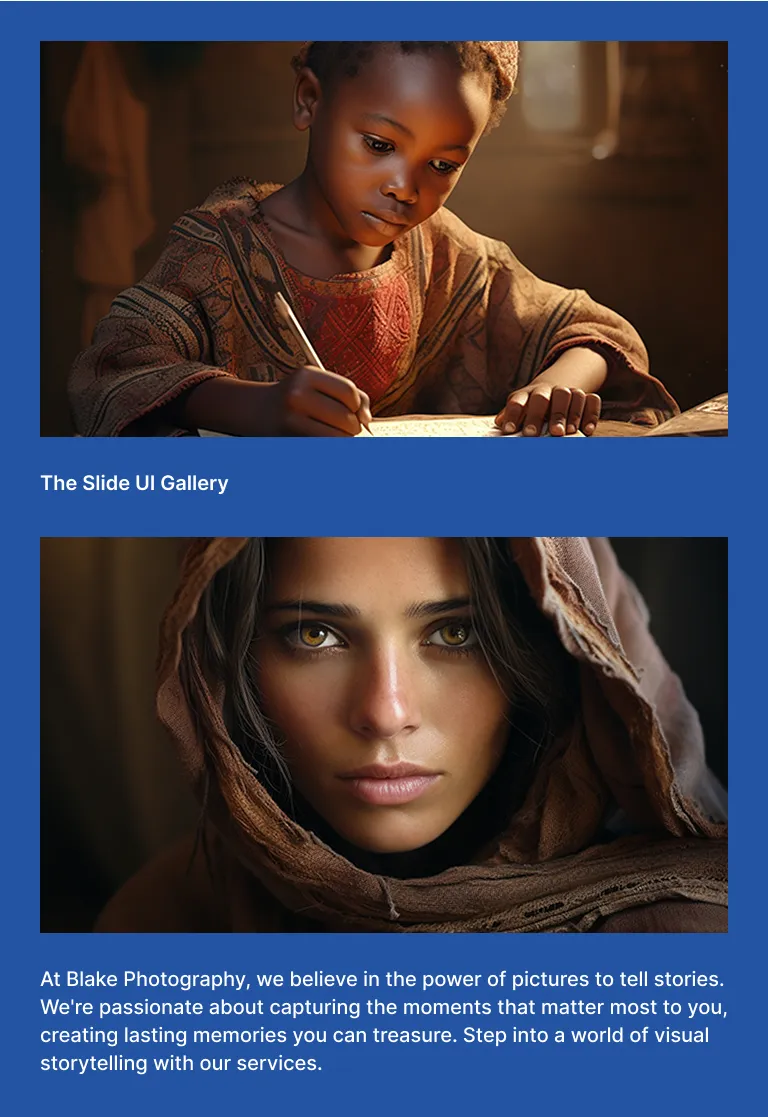 The Slide UI Gallery
At Blake Photography, we believe in the power of pictures to tell stories.
We're passionate about capturing the moments that matter most to you,
creating lasting memories you can treasure. Step into a world of visual
storytelling with our services.